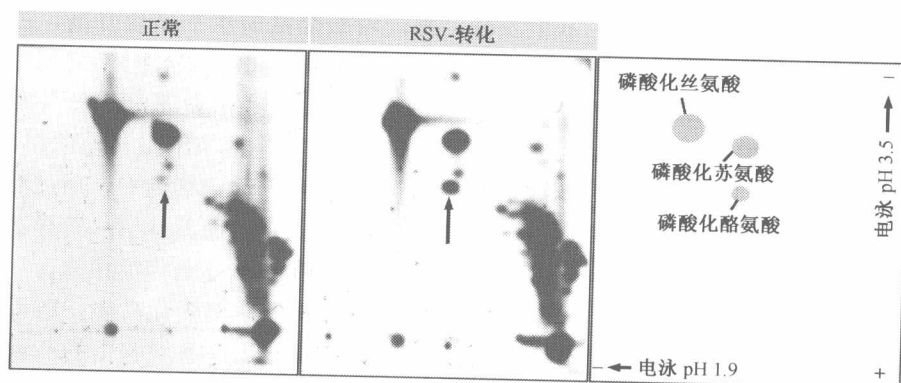 正常
RSV-转化
磷酸化丝氨酸
磷酸化苏氨酸
磷酸化酪氨酸
电泳 pH 3.5
−
− ← 电泳 pH 1.9
+